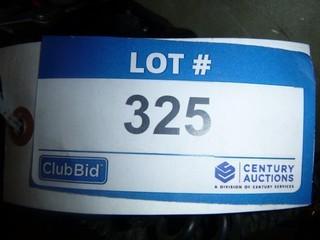 LOT #
325
ClubBid
CENTURY
AUCTIONS
A DIVISION OF CENTURY SERVICES